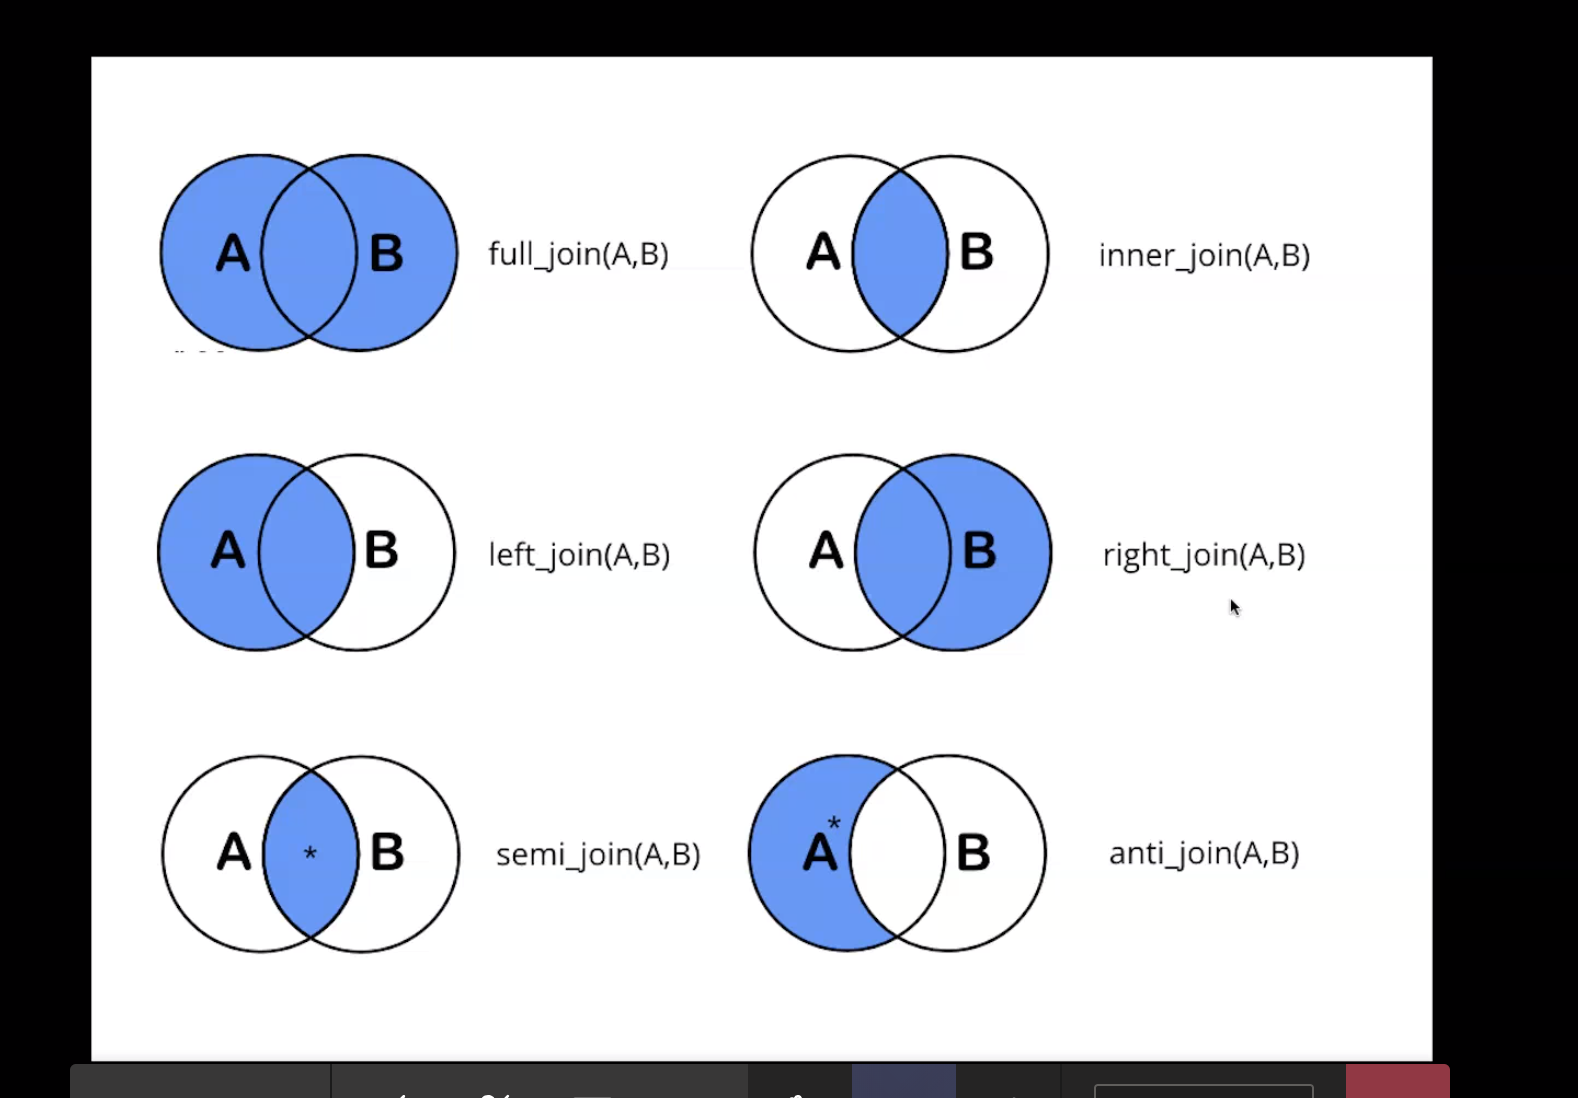 A B full_join(A,B)
A B inner_join(A,B)
A B left_join(A,B)
A B right_join(A,B)
A * B semi_join(A,B)
A * B anti_join(A,B)